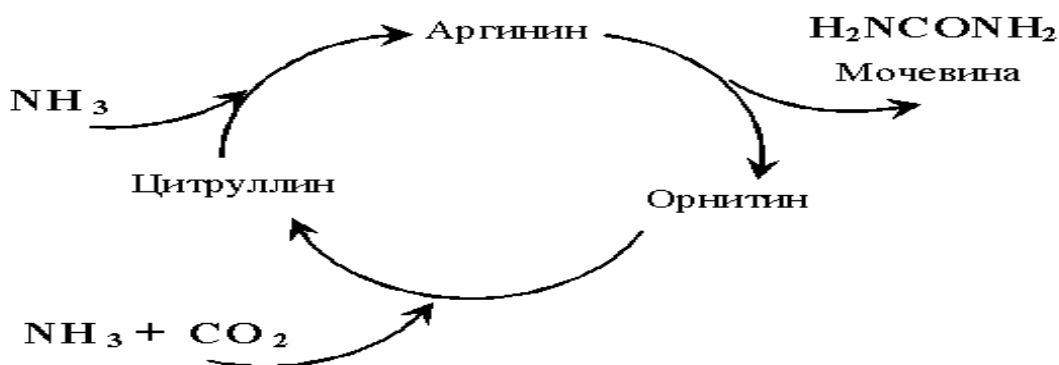 Аргинин
H₂NCONH₂
Мочевина
NH₃
Цитруллин
Орнитин
NH₃ + CO₂